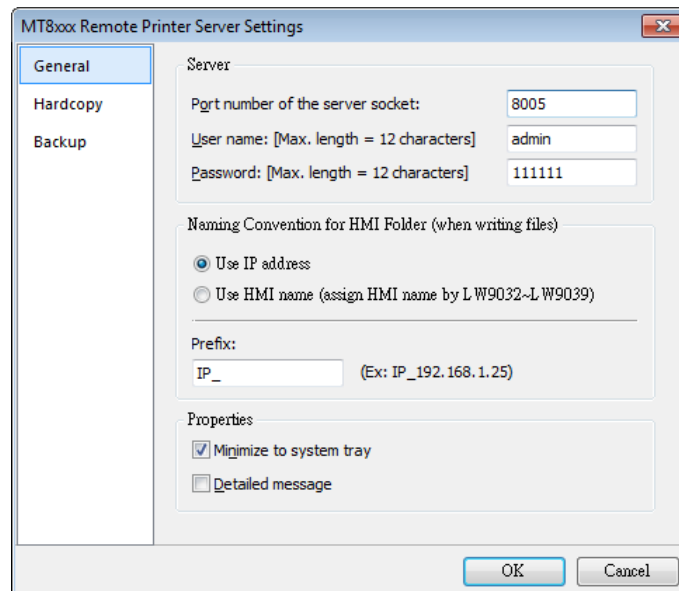 MT8xxx Remote Printer Server Settings
General
Hardcopy
Backup
Server
Port number of the server socket: 8005
User name: [Max. length = 12 characters] admin
Password: [Max. length = 12 characters] 111111
Naming Convention for HMI Folder (when writing files)
Use IP address
Use HMI name (assign HMI name by LW9032~LW9039)
Prefix:
IP_ (Ex: IP_192.168.1.25)
Properties
Minimize to system tray
Detailed message
OK Cancel